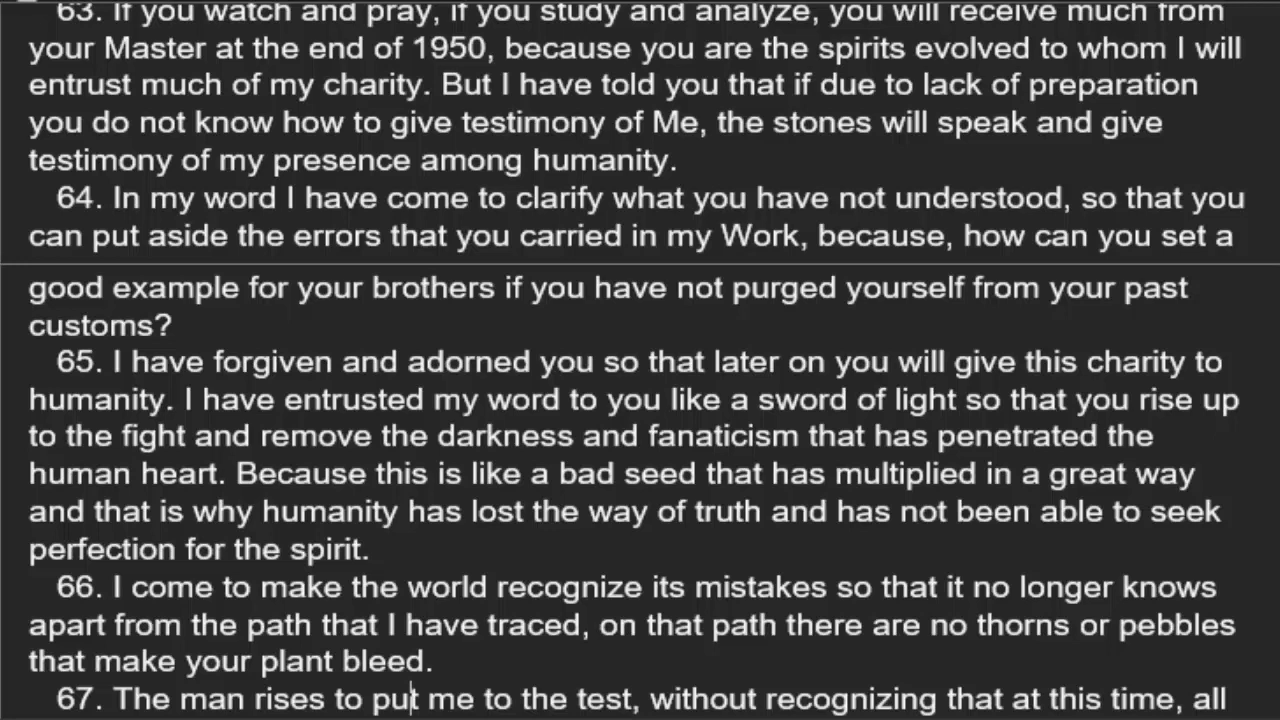 63. If you watch and pray, if you study and analyze, you will receive much from
your Master at the end of 1950, because you are the spirits evolved to whom I will
entrust much of my charity. But I have told you that if due to lack of preparation
you do not know how to give testimony of Me, the stones will speak and give
testimony of my presence among humanity.
64. In my word I have come to clarify what you have not understood, so that you
can put aside the errors that you carried in my Work, because, how can you set a
good example for your brothers if you have not purged yourself from your past
customs?
65. I have forgiven and adorned you so that later on you will give this charity to
humanity. I have entrusted my word to you like a sword of light so that you rise up
to the fight and remove the darkness and fanaticism that has penetrated the
human heart. Because this is like a bad seed that has multiplied in a great way
and that is why humanity has lost the way of truth and has not been able to seek
perfection for the spirit.
66. I come to make the world recognize its mistakes so that it no longer knows
apart from the path that I have traced, on that path there are no thorns or pebbles
that make your plant bleed.
67. The man rises to put me to the test, without recognizing that at this time, all